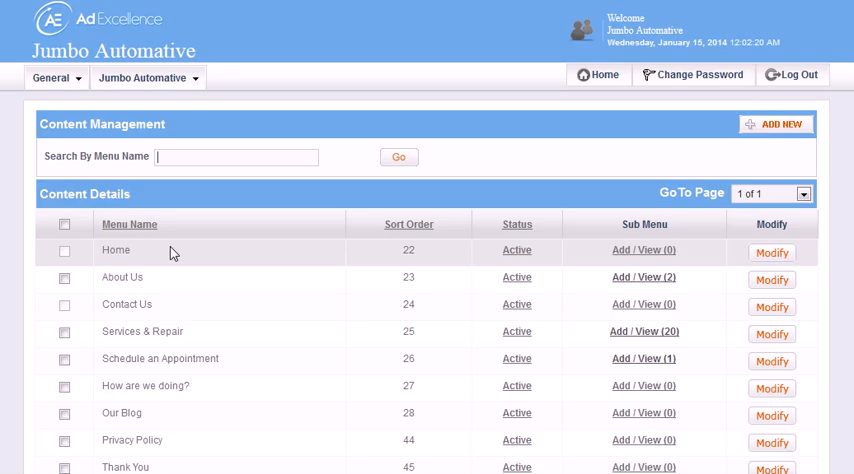 AE AdExcellence
Jumbo Automative
Welcome
Jumbo Automative
Wednesday, January 15, 2014 12:02:20 AM
General Jumbo Automative Home Change Password Log Out
Content Management ADD NEW
Search By Menu Name Go
Content Details GoTo Page 1 of 1
Menu Name Sort Order Status Sub Menu Modify
Home 22 Active Add / View (0) Modify
About Us 23 Active Add / View (2) Modify
Contact Us 24 Active Add / View (0) Modify
Services & Repair 25 Active Add / View (20) Modify
Schedule an Appointment 26 Active Add / View (1) Modify
How are we doing? 27 Active Add / View (0) Modify
Our Blog 28 Active Add / View (0) Modify
Privacy Policy 44 Active Add / View (0) Modify
Thank You 45 Active Add / View (0) Modify